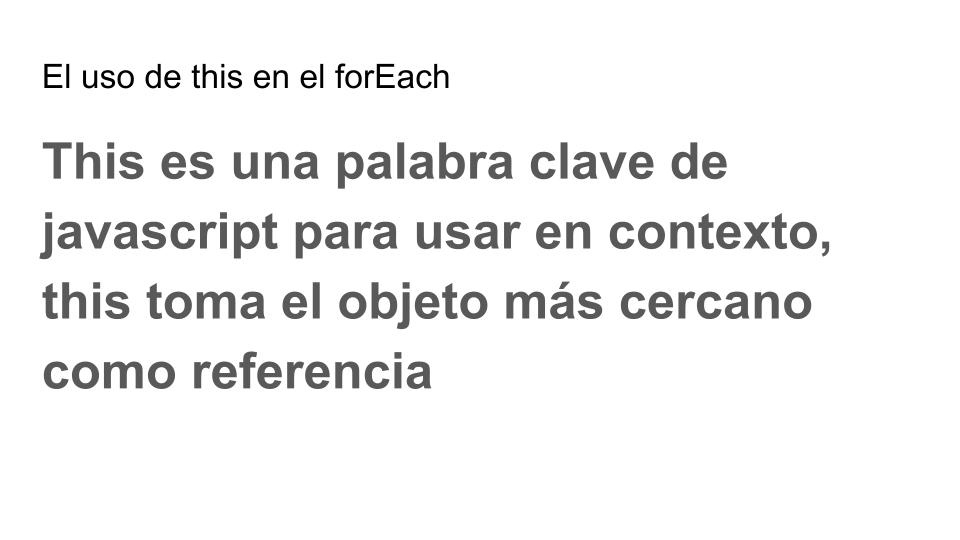 El uso de this en el forEach
This es una palabra clave de
javascript para usar en contexto,
this toma el objeto más cercano
como referencia